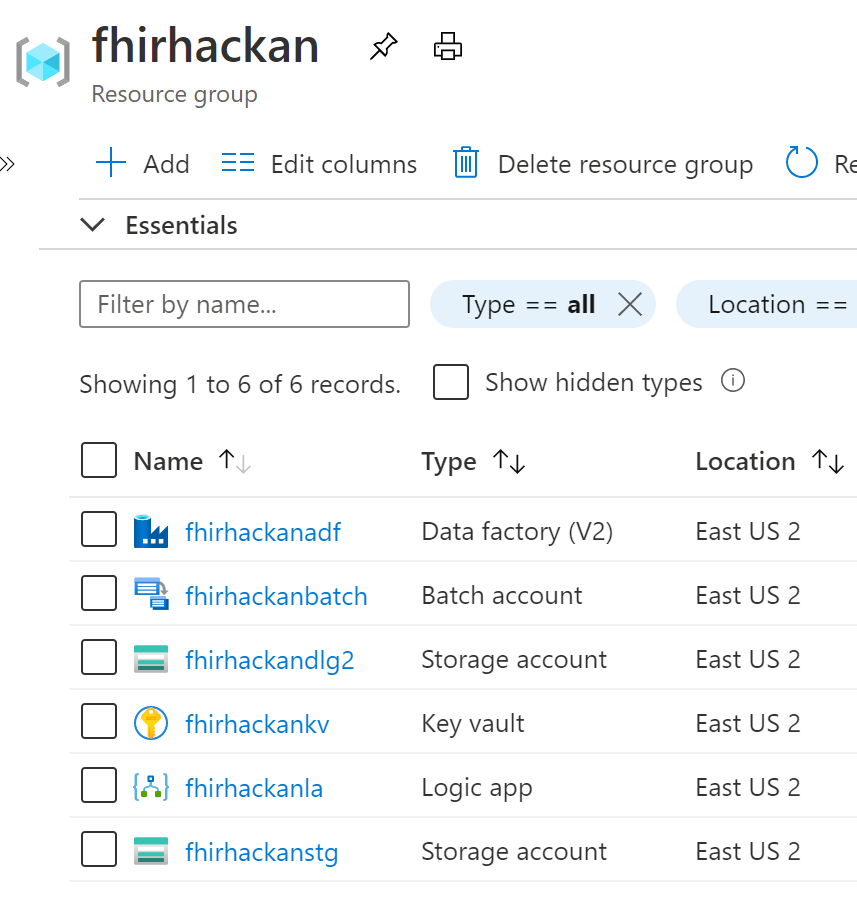 fhirhackan
Resource group
Add Edit columns Delete resource group Re
Essentials
Filter by name... Type == all Location ==
Showing 1 to 6 of 6 records. Show hidden types
Name Type Location
fhirhackanadf Data factory (V2) East US 2
fhirhackanbatch Batch account East US 2
fhirhackandlg2 Storage account East US 2
fhirhackankv Key vault East US 2
fhirhackanla Logic app East US 2
fhirhackanstg Storage account East US 2